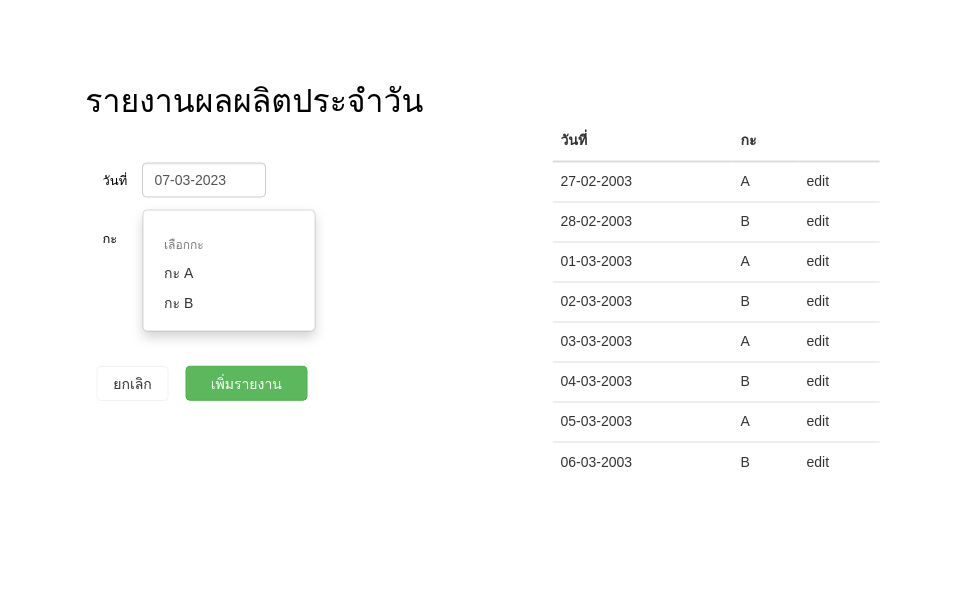 รายงานผลผลิตประจำวัน
วันที่ 07-03-2023
กะ
เลือกกะ
กะ A
กะ B
ยกเลิก เพิ่มรายงาน
วันที่ กะ
27-02-2003 A edit
28-02-2003 B edit
01-03-2003 A edit
02-03-2003 B edit
03-03-2003 A edit
04-03-2003 B edit
05-03-2003 A edit
06-03-2003 B edit